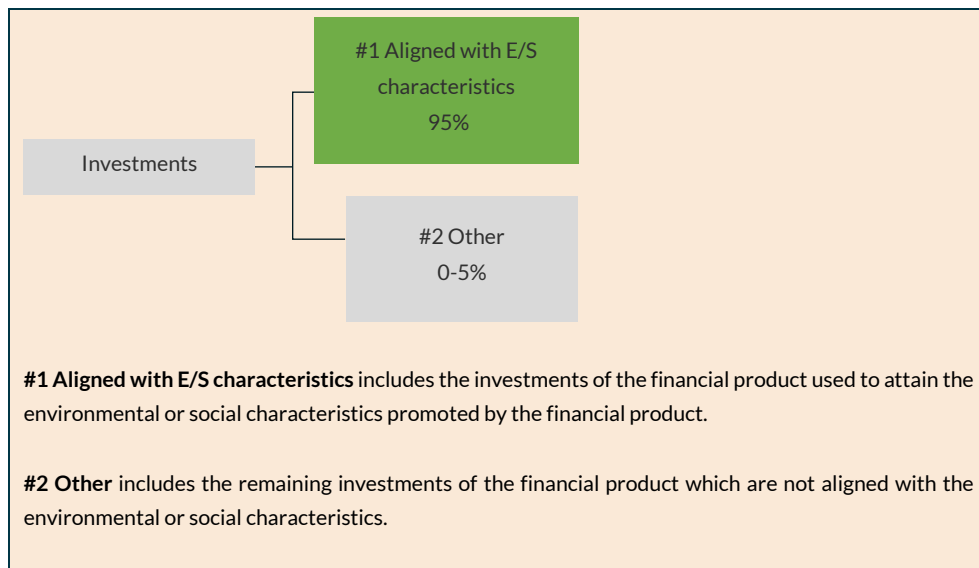 #1 Aligned with E/S
characteristics
95%
Investments
#2 Other
0-5%
#1 Aligned with E/S characteristics includes the investments of the financial product used to attain the
environmental or social characteristics promoted by the financial product.
#2 Other includes the remaining investments of the financial product which are not aligned with the
environmental or social characteristics.